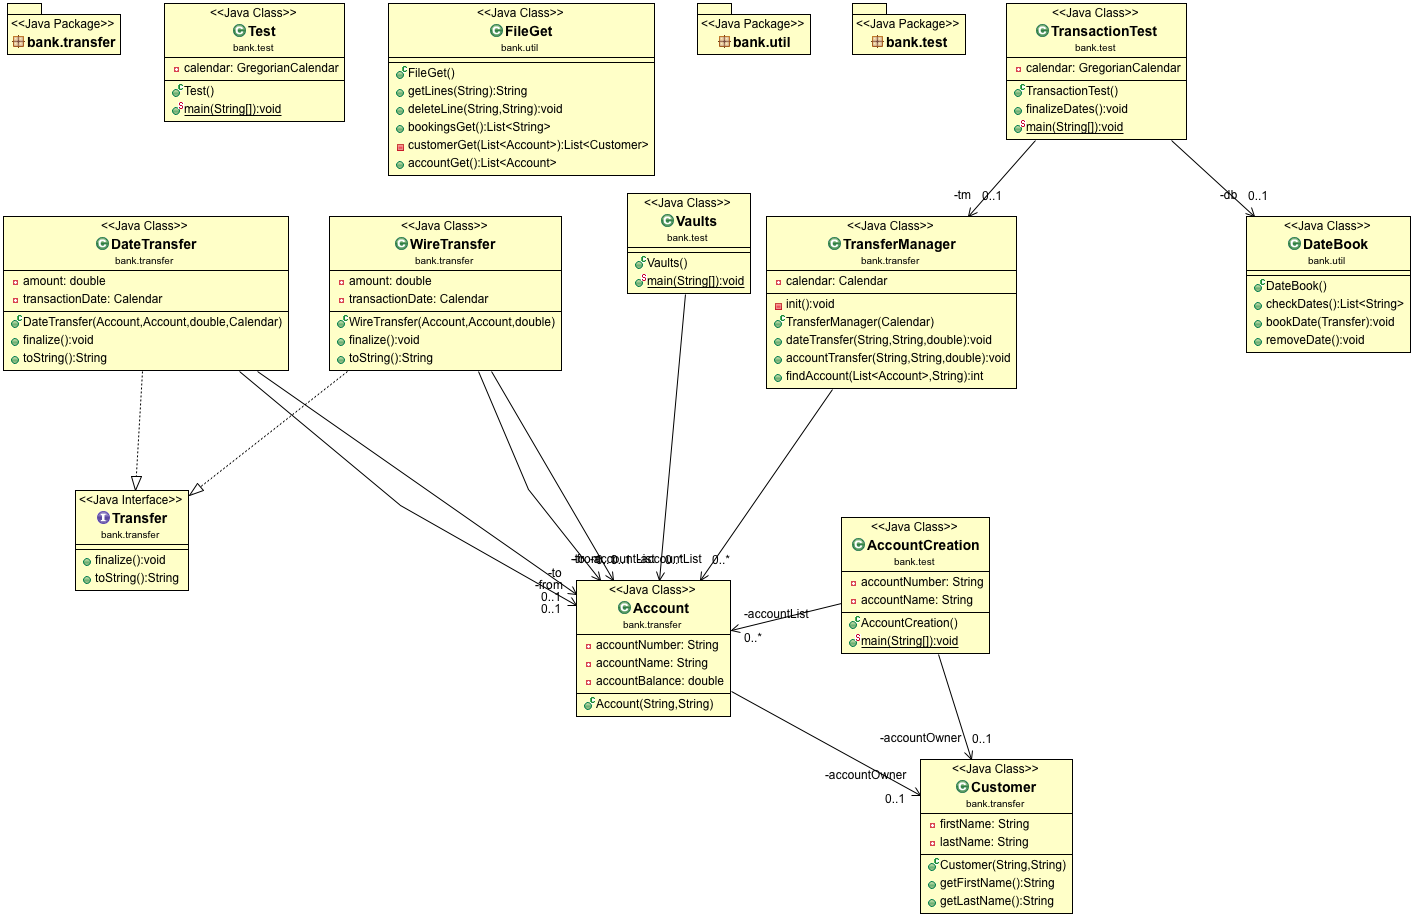 <<Java Package>>
bank.transfer
<<Java Class>>
Test
bank.test
calendar: GregorianCalendar
Test()
main(String[]):void
<<Java Class>>
FileGet
bank.util
FileGet()
getLines(String):String
deleteLine(String,String):void
bookingsGet():List<String>
customerGet(List<Account>):List<Customer>
accountGet():List<Account>
<<Java Package>>
bank.util
<<Java Package>>
bank.test
<<Java Class>>
TransactionTest
bank.test
calendar: GregorianCalendar
TransactionTest()
finalizeDates():void
main(String[]):void
-tm
0..1
-db
0..1
<<Java Class>>
DateTransfer
bank.transfer
amount: double
transactionDate: Calendar
DateTransfer(Account,Account,double,Calendar)
finalize():void
toString():String
<<Java Class>>
WireTransfer
bank.transfer
amount: double
transactionDate: Calendar
WireTransfer(Account,Account,double)
finalize():void
toString():String
<<Java Class>>
Vaults
bank.test
Vaults()
main(String[]):void
<<Java Class>>
TransferManager
bank.transfer
calendar: Calendar
init():void
TransferManager(Calendar)
dateTransfer(String,String,double):void
accountTransfer(String,String,double):void
findAccount(List<Account>,String):int
<<Java Class>>
DateBook
bank.util
DateBook()
checkDates():List<String>
bookDate(Transfer):void
removeDate():void
<<Java Interface>>
Transfer
bank.transfer
finalize():void
toString():String
-accountList
0..*
-to
-from
0..1
0..1
<<Java Class>>
Account
bank.transfer
accountNumber: String
accountName: String
accountBalance: double
Account(String,String)
-accountList
0..*
<<Java Class>>
AccountCreation
bank.test
accountNumber: String
accountName: String
AccountCreation()
main(String[]):void
-accountOwner
0..1
-accountOwner
0..1
<<Java Class>>
Customer
bank.transfer
firstName: String
lastName: String
Customer(String,String)
getFirstName():String
getLastName():String